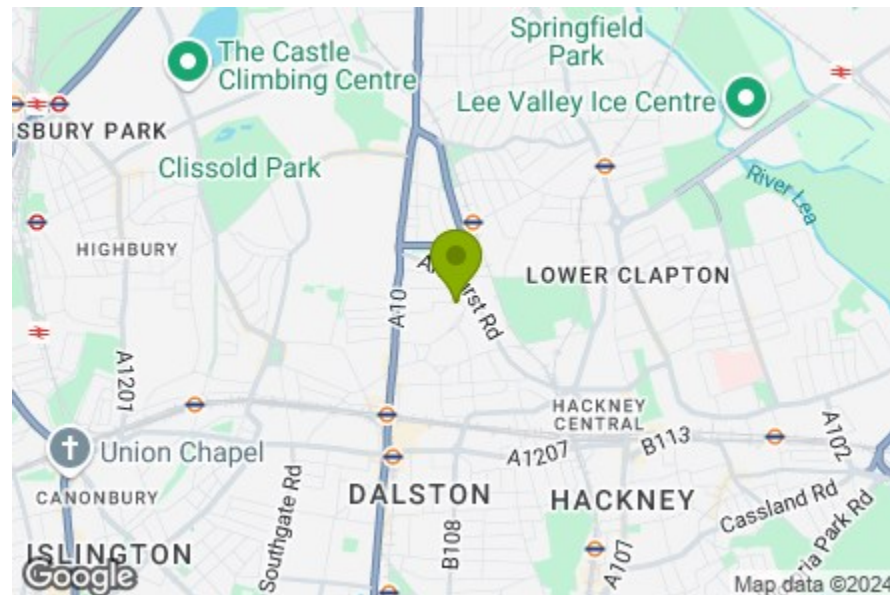 Springfield
Park
The Castle
Climbing Centre
Lee Valley Ice Centre
NSBURY PARK
Clissold Park
River Lea
HIGHBURY
LOWER CLAPTON
A10
Rd
A1207
HACKNEY
CENTRAL
A102
B113
Union Chapel
A1207
CANONBURY
DALSTON
HACKNEY
Cassland Rd
Southgate Rd
B108
A107
Park Rd
ISLINGTON
Google
Map data ©2024